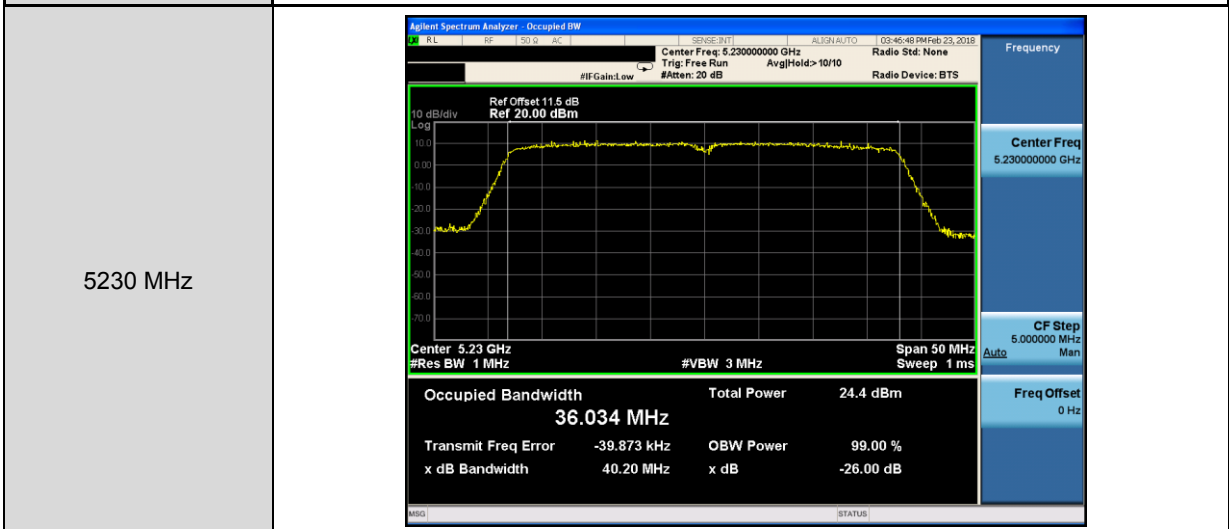 5230 MHz
Agilent Spectrum Analyzer - Occupied BW
RL RF 50 Ω AC SENSE:INT ALIGN AUTO 03:46:48 PM Feb 23, 2018
Center Freq: 5.230000000 GHz Radio Std: None
Trig: Free Run Avg|Hold:> 10/10
#IFGain:Low #Atten: 20 dB Radio Device: BTS
Ref Offset 11.5 dB
10 dB/div Ref 20.00 dBm
Log
10.0
0.00
-10.0
-20.0
-30.0
-40.0
-50.0
-60.0
-70.0
Center 5.23 GHz Span 50 MHz
#Res BW 1 MHz #VBW 3 MHz Sweep 1 ms
Occupied Bandwidth Total Power 24.4 dBm
36.034 MHz
Transmit Freq Error -39.873 kHz OBW Power 99.00 %
x dB Bandwidth 40.20 MHz x dB -26.00 dB
MSG STATUS
Frequency
Center Freq
5.230000000 GHz
CF Step
5.000000 MHz
Auto Man
Freq Offset
0 Hz